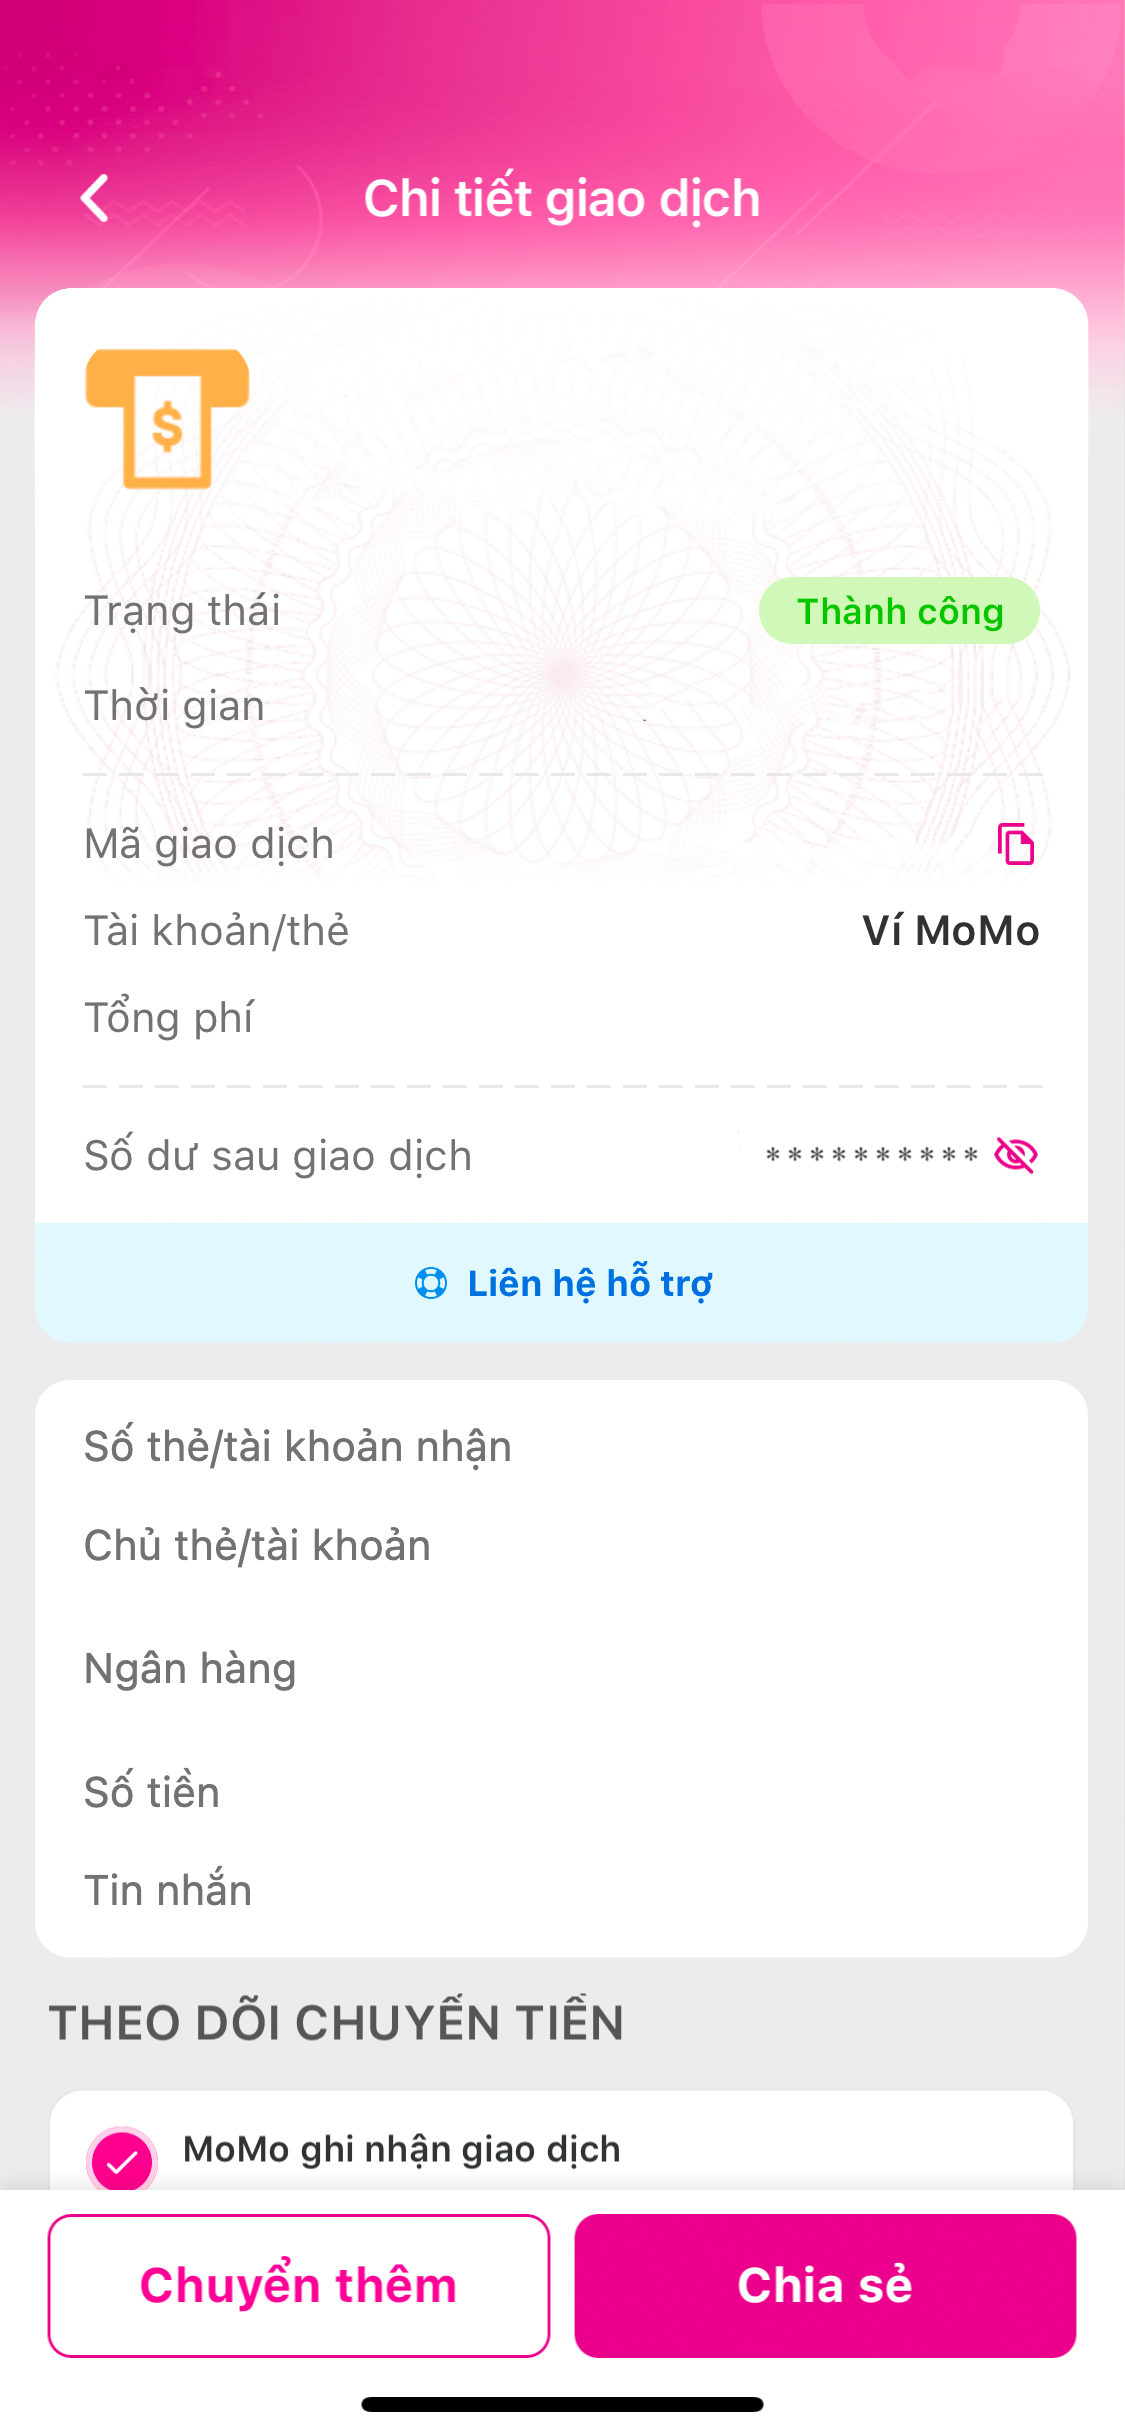 Chi tiết giao dịch
$
Trạng thái
Thành công
Thời gian
Mã giao dịch
Tài khoản/thẻ
Ví MoMo
Tổng phí
Số dư sau giao dịch
**********
Liên hệ hỗ trợ
Số thẻ/tài khoản nhận
Chủ thẻ/tài khoản
Ngân hàng
Số tiền
Tin nhắn
THEO DÕI CHUYỂN TIỀN
MoMo ghi nhận giao dịch
Chuyển thêm
Chia sẻ